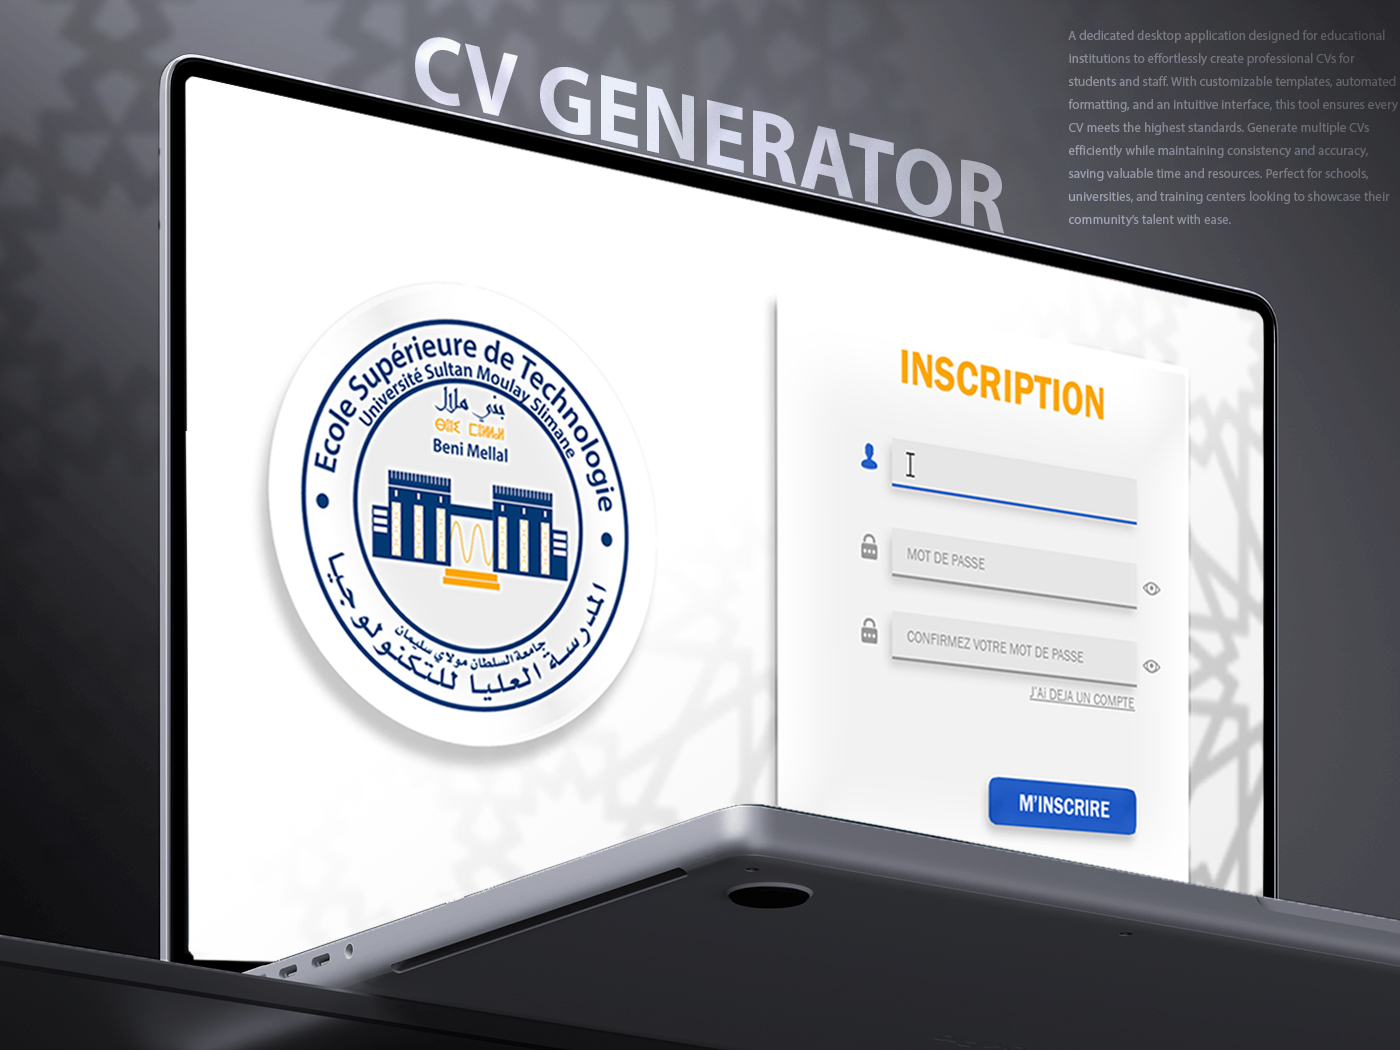 CV GENERATOR
A dedicated desktop application designed for educational
institutions to effortlessly create professional CVs for
students and staff. With customizable templates, automated
formatting, and an intuitive interface, this tool ensures every
CV meets the highest standards. Generate multiple CVs
efficiently while maintaining consistency and accuracy,
saving valuable time and resources. Perfect for schools,
universities, and training centers looking to showcase their
community's talent with ease.
Ecole Supérieure de Technologie
Université Sultan Moulay Slimane
بني ملال
Beni Mellal
جامعة السلطان مولاي سليمان
المدرسة العليا للتكنولوجيا
INSCRIPTION
MOT DE PASSE
CONFIRMEZ VOTRE MOT DE PASSE
J'Ai DEJA UN COMPTE
M'INSCRIRE